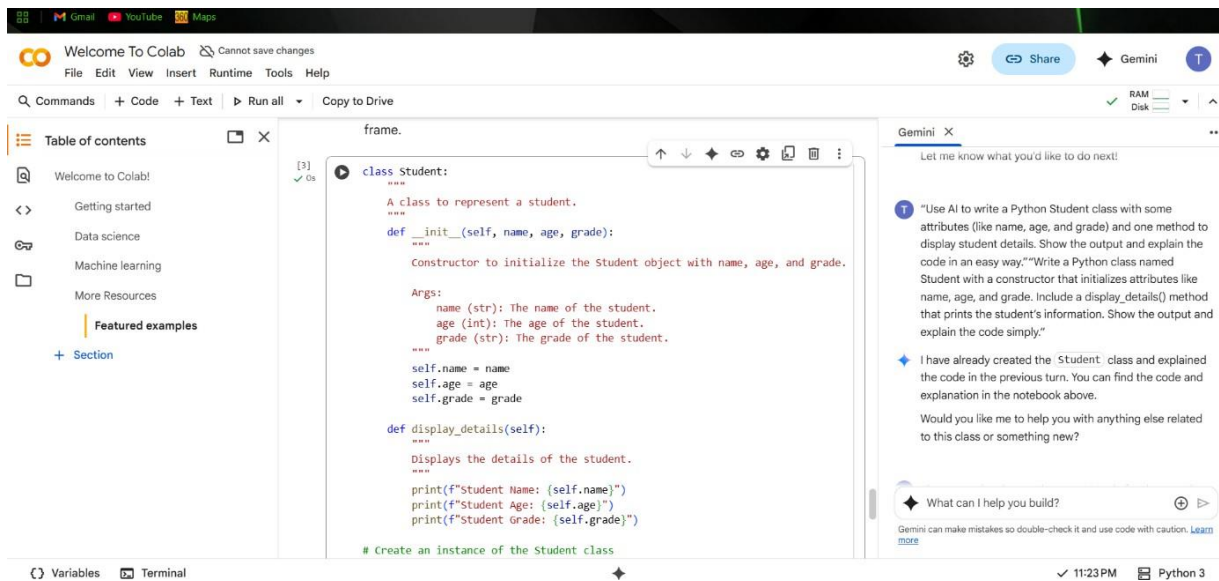 Gmail YouTube Maps
Welcome To Colab Cannot save changes
File Edit View Insert Runtime Tools Help
Share Gemini T
Commands + Code + Text Run all Copy to Drive
RAM
Disk
Table of contents
Welcome to Colab!
Getting started
Data science
Machine learning
More Resources
Featured examples
+ Section
frame.
[3]
0s
class Student:
"""
A class to represent a student.
"""
def __init__(self, name, age, grade):
"""
Constructor to initialize the Student object with name, age, and grade.
Args:
name (str): The name of the student.
age (int): The age of the student.
grade (str): The grade of the student.
"""
self.name = name
self.age = age
self.grade = grade
def display_details(self):
"""
Displays the details of the student.
"""
print(f"Student Name: {self.name}")
print(f"Student Age: {self.age}")
print(f"Student Grade: {self.grade}")
# Create an instance of the Student class
Gemini
Let me know what you'd like to do next!
T
“Use AI to write a Python Student class with some
attributes (like name, age, and grade) and one method to
display student details. Show the output and explain the
code in an easy way.”“Write a Python class named
Student with a constructor that initializes attributes like
name, age, and grade. Include a display_details() method
that prints the student’s information. Show the output and
explain the code simply.”
I have already created the Student class and explained
the code in the previous turn. You can find the code and
explanation in the notebook above.
Would you like me to help you with anything else related
to this class or something new?
What can I help you build?
Gemini can make mistakes so double-check it and use code with caution. Learn
more
{} Variables Terminal
11:23 PM Python 3